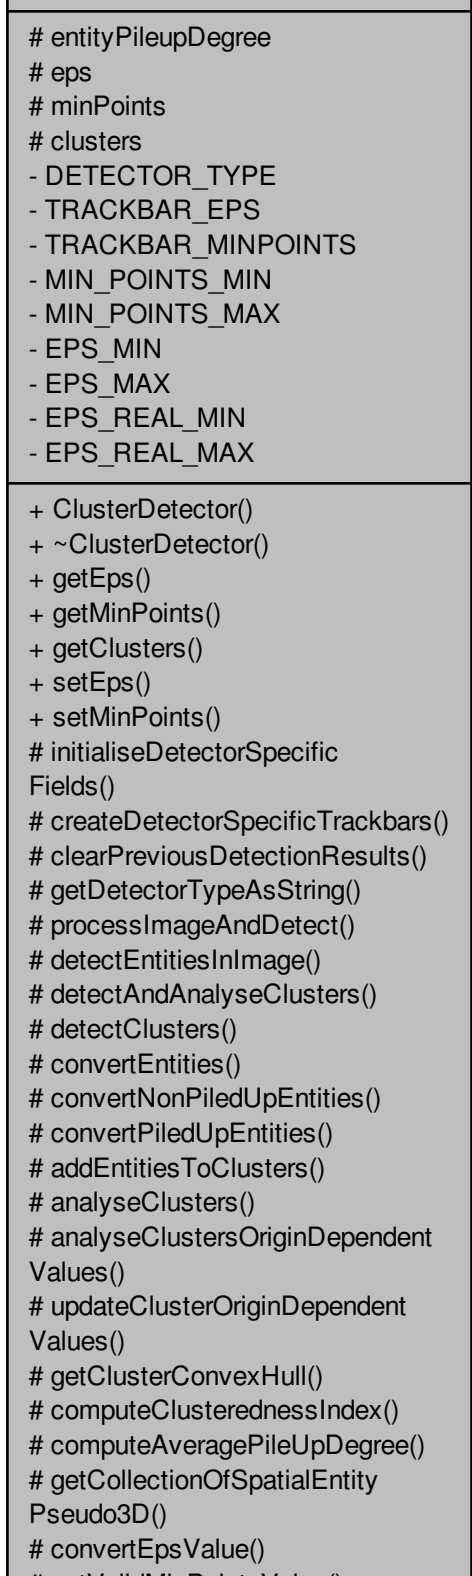 # entityPileupDegree
# eps
# minPoints
# clusters
- DETECTOR_TYPE
- TRACKBAR_EPS
- TRACKBAR_MINPOINTS
- MIN_POINTS_MIN
- MIN_POINTS_MAX
- EPS_MIN
- EPS_MAX
- EPS_REAL_MIN
- EPS_REAL_MAX
+ ClusterDetector()
+ ~ClusterDetector()
+ getEps()
+ getMinPoints()
+ getClusters()
+ setEps()
+ setMinPoints()
# initialiseDetectorSpecific
Fields()
# createDetectorSpecificTrackbars()
# clearPreviousDetectionResults()
# getDetectorTypeAsString()
# processImageAndDetect()
# detectEntitiesInImage()
# detectAndAnalyseClusters()
# detectClusters()
# convertEntities()
# convertNonPiledUpEntities()
# convertPiledUpEntities()
# addEntitiesToClusters()
# analyseClusters()
# analyseClustersOriginDependent
Values()
# updateClusterOriginDependent
Values()
# getClusterConvexHull()
# computeClusterednessIndex()
# computeAveragePileUpDegree()
# getCollectionOfSpatialEntity
Pseudo3D()
# convertEpsValue()